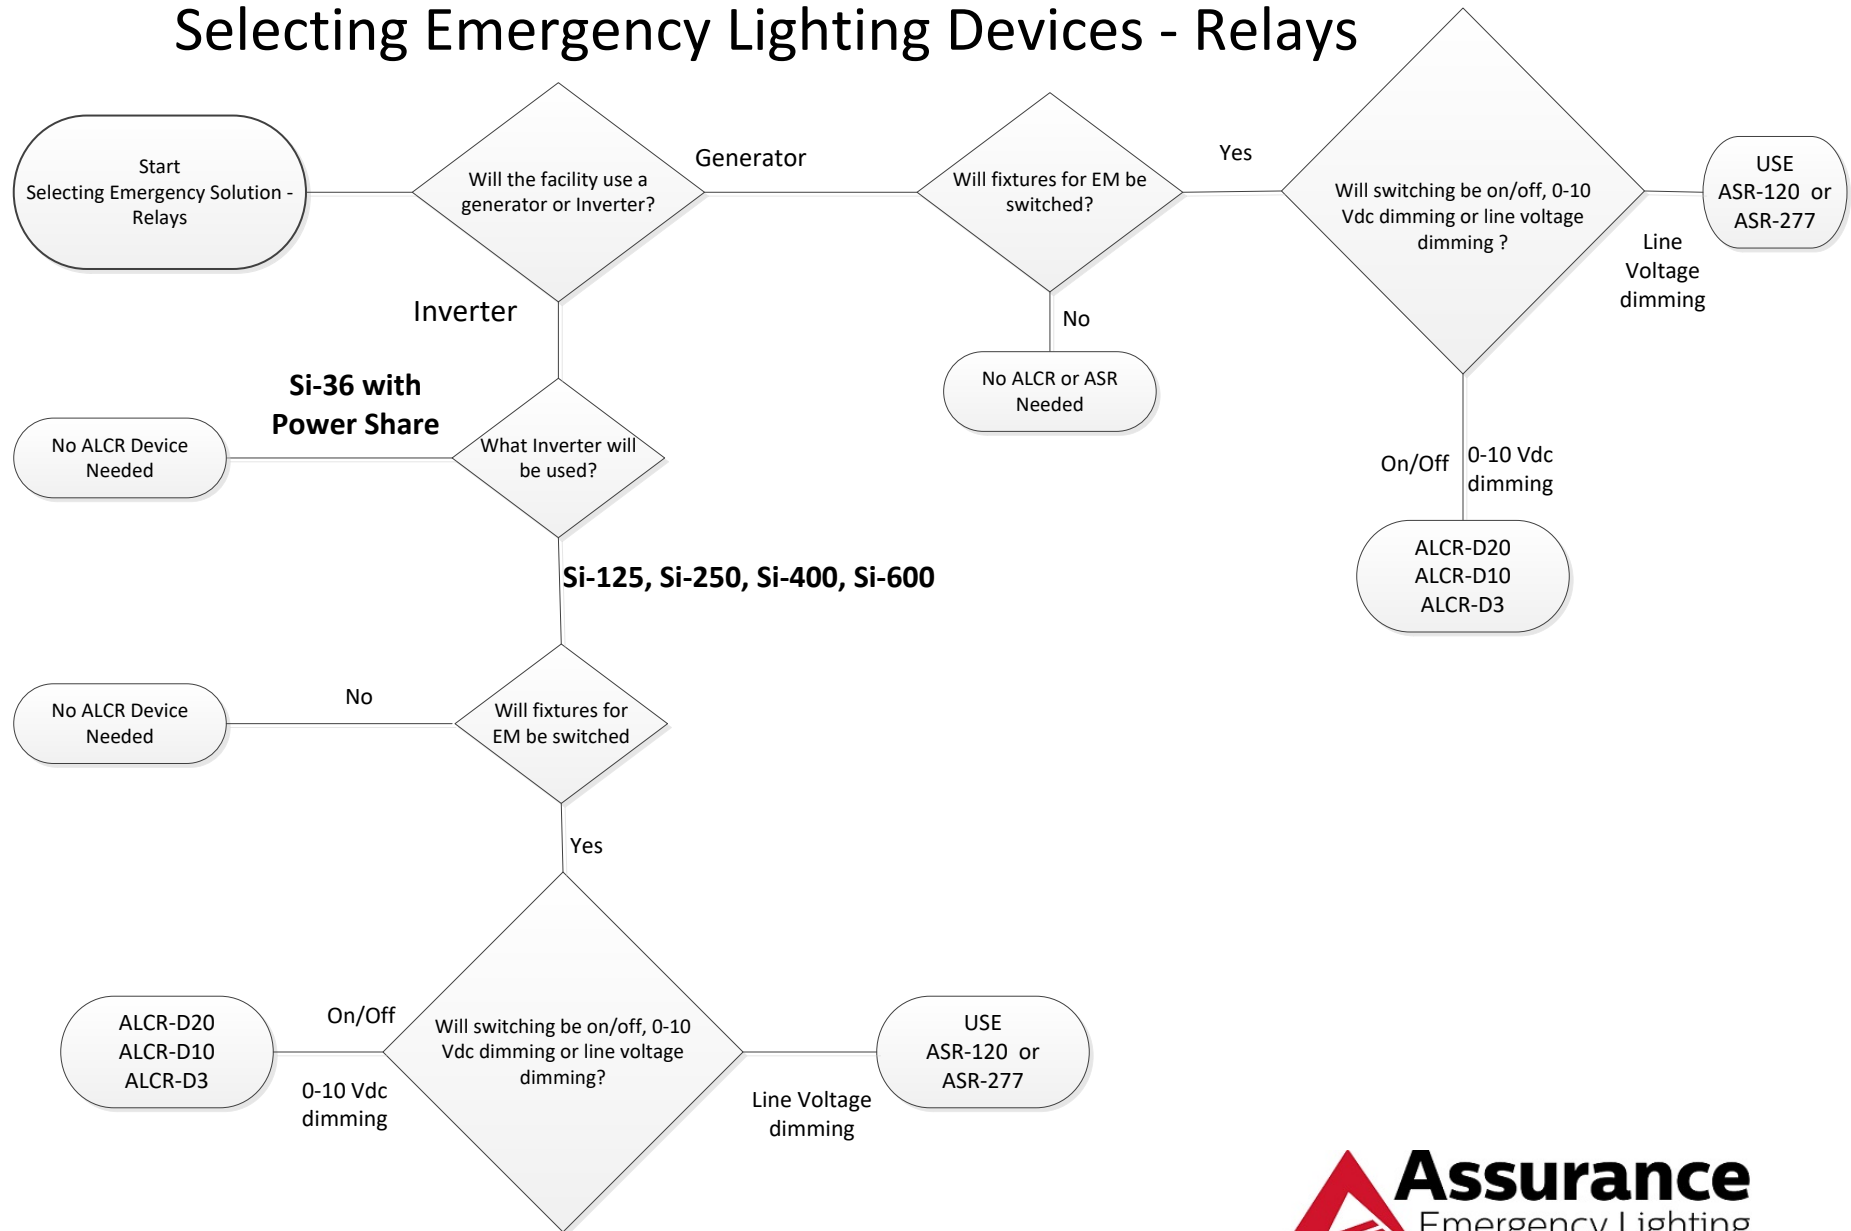 Selecting Emergency Lighting Devices - Relays
Start
Selecting Emergency Solution -
Relays
Will the facility use a
generator or Inverter?
Generator
Will fixtures for EM be
switched?
Yes
Will switching be on/off, 0-10
Vdc dimming or line voltage
dimming ?
Line
Voltage
dimming
USE
ASR-120 or
ASR-277
No
No ALCR or ASR
Needed
On/Off
0-10 Vdc
dimming
ALCR-D20
ALCR-D10
ALCR-D3
Inverter
What Inverter will
be used?
Si-36 with
Power Share
No ALCR Device
Needed
Si-125, Si-250, Si-400, Si-600
Will fixtures for
EM be switched
No
No ALCR Device
Needed
Yes
Will switching be on/off, 0-10
Vdc dimming or line voltage
dimming?
On/Off
0-10 Vdc
dimming
ALCR-D20
ALCR-D10
ALCR-D3
Line Voltage
dimming
USE
ASR-120 or
ASR-277
Assurance
Emergency Lighting